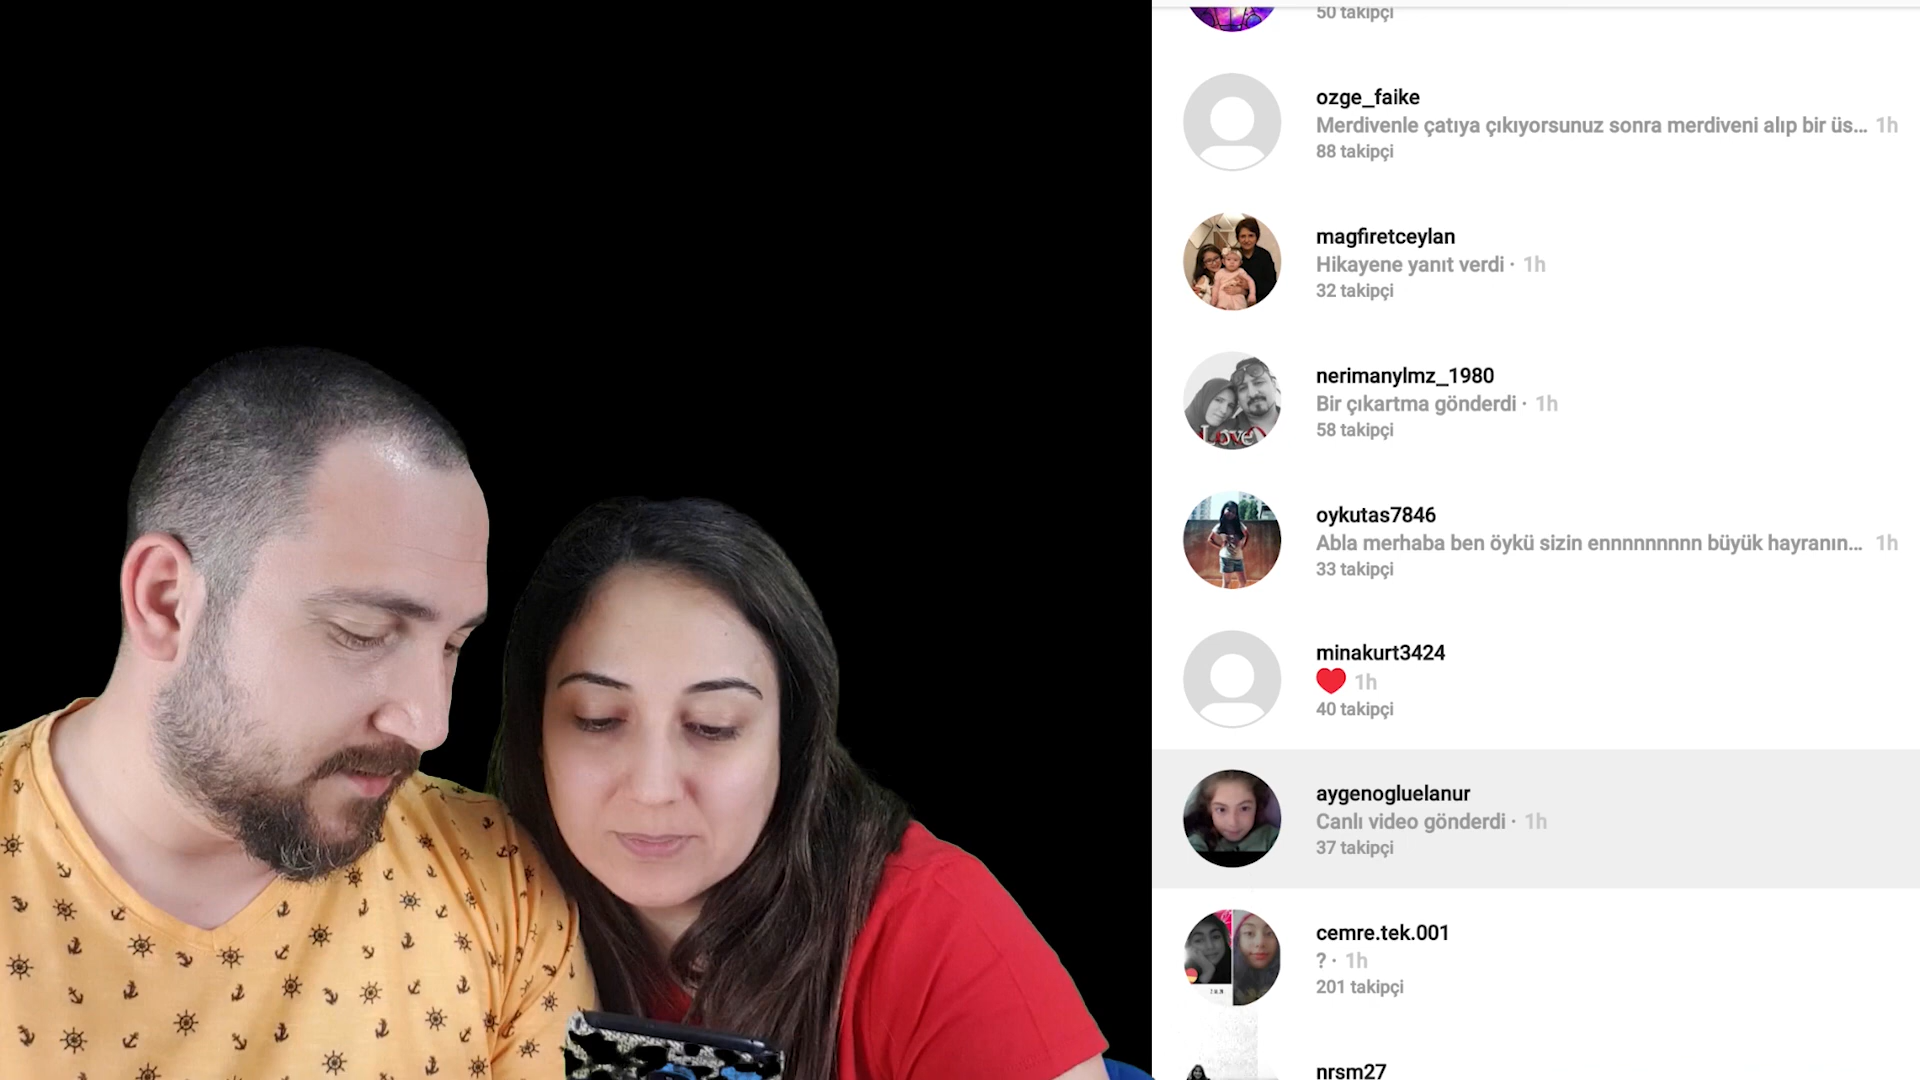 50 takipçi
ozge_faike
Merdivenle çatıya çıkıyorsunuz sonra merdiveni alıp bir üs... 1h
88 takipçi
magfiretceylan
Hikayene yanıt verdi · 1h
32 takipçi
nerimanylmz_1980
Bir çıkartma gönderdi · 1h
58 takipçi
LOVE
oykutas7846
Abla merhaba ben öykü sizin ennnnnnnnn büyük hayranın... 1h
33 takipçi
minakurt3424
❤️ 1h
40 takipçi
aygenogluelanur
Canlı video gönderdi · 1h
37 takipçi
cemre.tek.001
? · 1h
201 takipçi
nrsm27